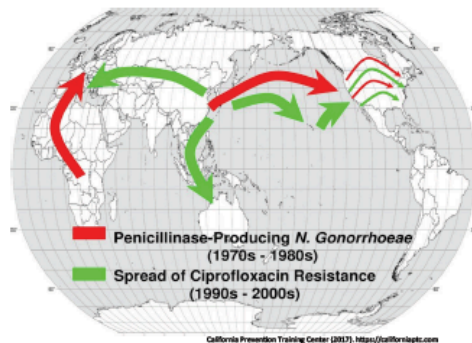 Penicillinase-Producing N. Gonorrhoeae
(1970s - 1980s)
Spread of Ciprofloxacin Resistance
(1990s - 2000s)
California Prevention Training Center (2017). https://californiaptc.com